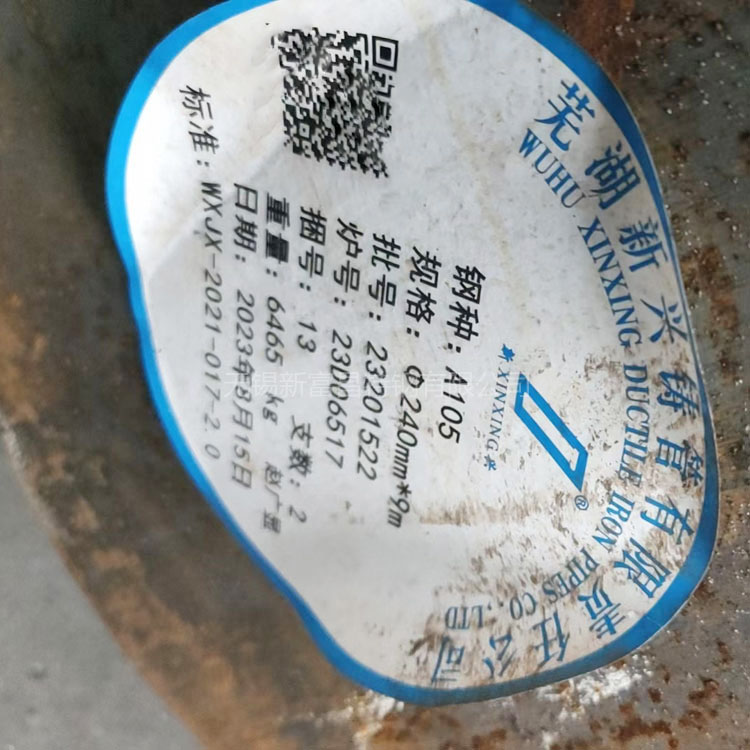 芜湖新兴铸管有限责任公司
WUHU XINXING DUCTILE IRON PIPES CO.,LTD
®
XINXING
钢种：A105
规格：Φ240mm*9m
批号：23201522
炉号：23D06517
捆号：13 支数：2
重量：6465 kg
日期：2023年8月15日
标准：WXJX-2021-017-2.0